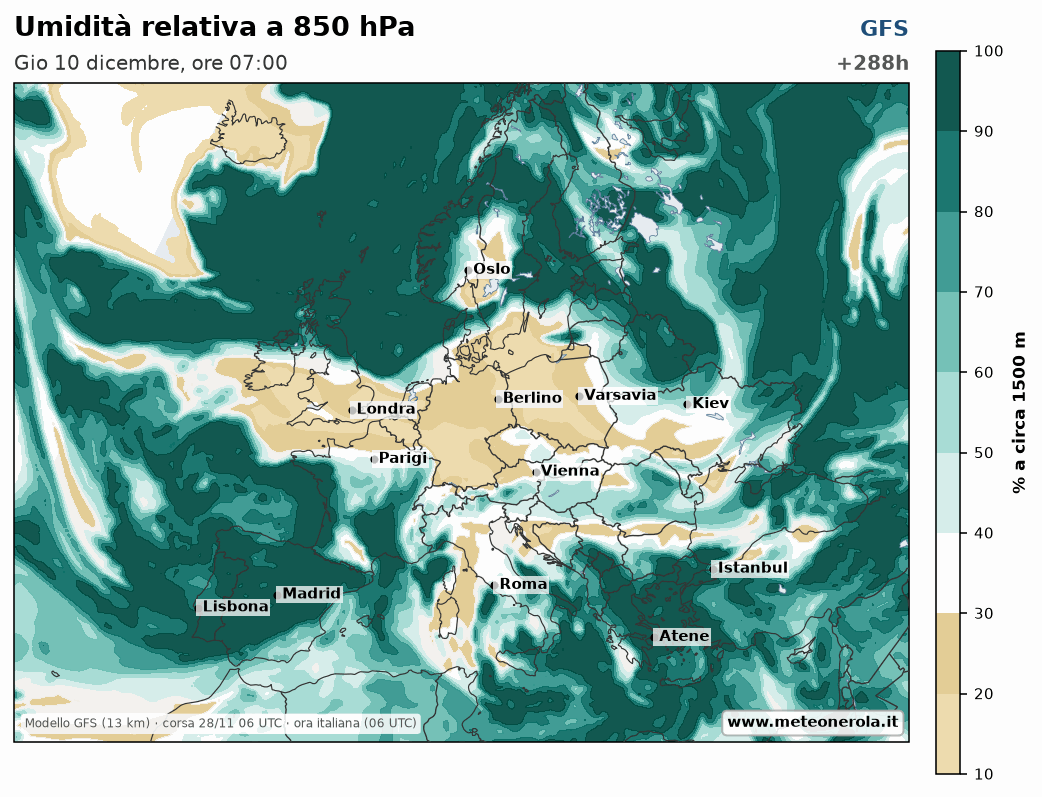 Umidità relativa a 850 hPa
GFS
Gio 10 dicembre, ore 07:00
+288h
100
90
80
70
60
50
40
30
20
10
% a circa 1500 m
Oslo
Berlino
Varsavia
Kiev
Londra
Parigi
Vienna
Istanbul
Roma
Madrid
Lisbona
Atene
Modello GFS (13 km) · corsa 28/11 06 UTC · ora italiana (06 UTC)
www.meteonerola.it